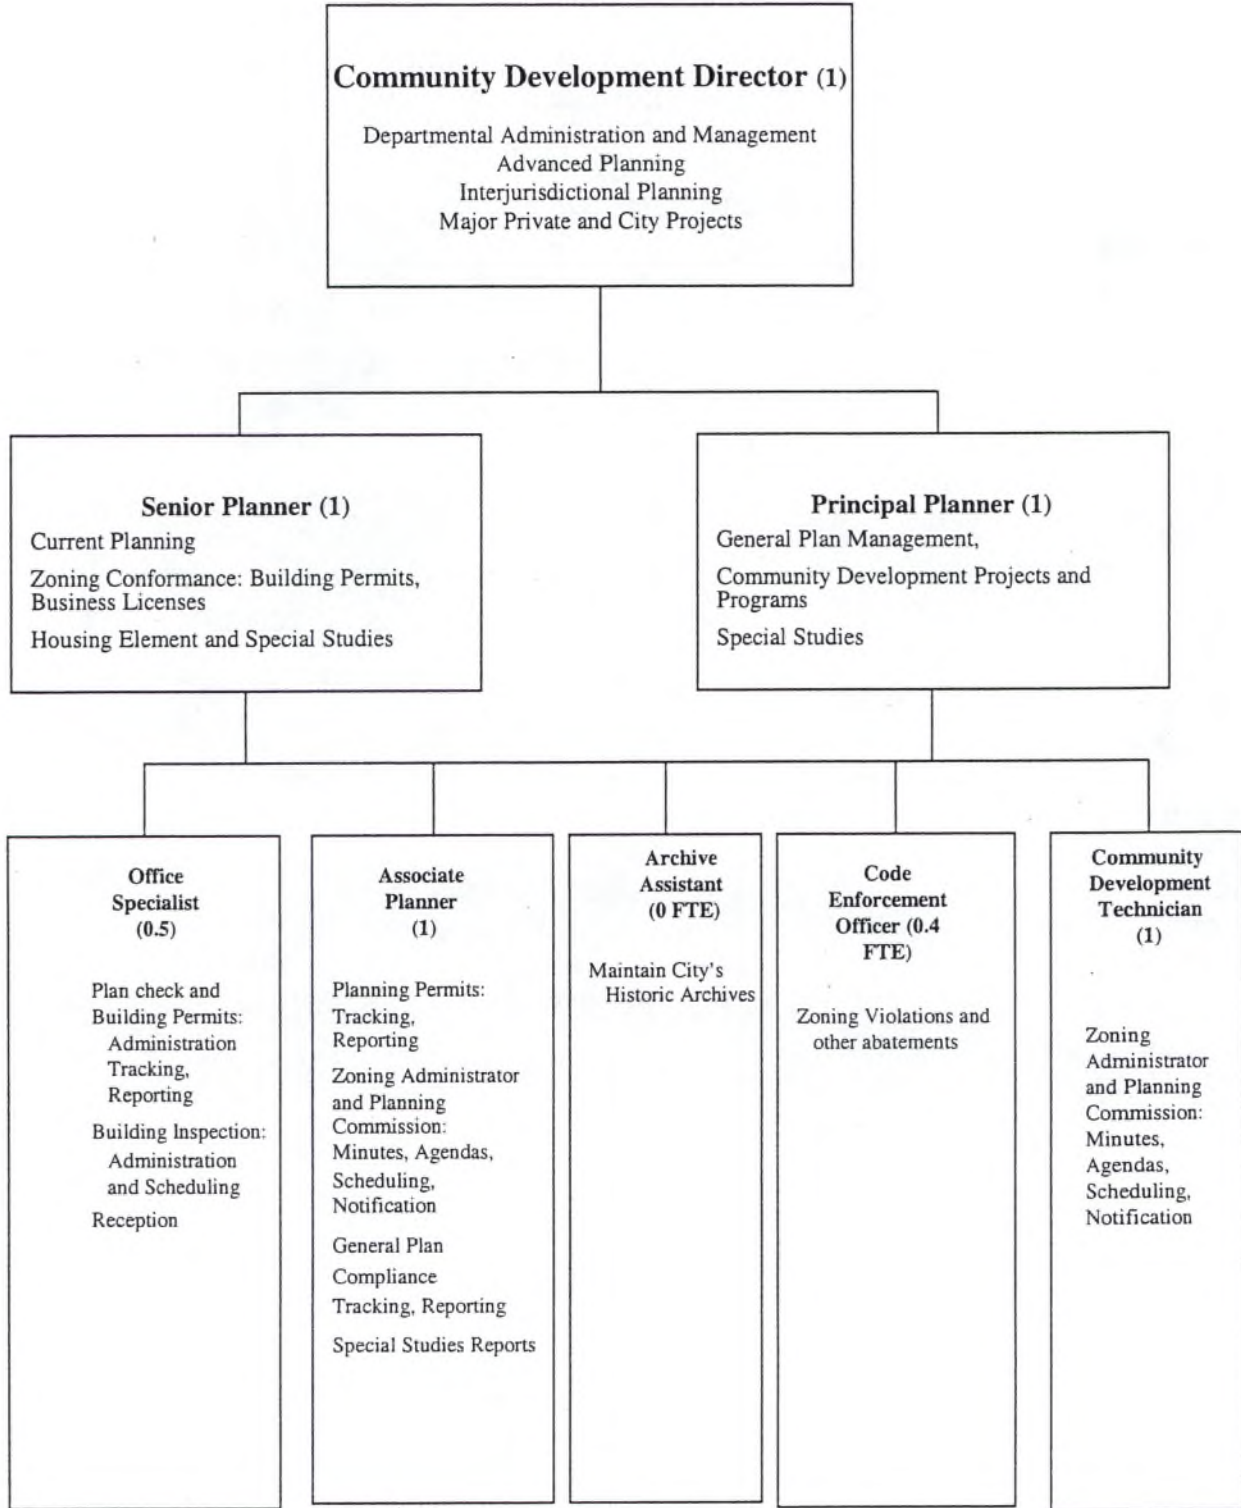 Community Development Director (1)
Departmental Administration and Management
Advanced Planning
Interjurisdictional Planning
Major Private and City Projects
Senior Planner (1)
Current Planning
Zoning Conformance: Building Permits,
Business Licenses
Housing Element and Special Studies
Principal Planner (1)
General Plan Management,
Community Development Projects and
Programs
Special Studies
Office
Specialist
(0.5)
Plan check and
Building Permits:
Administration
Tracking,
Reporting
Building Inspection:
Administration
and Scheduling
Reception
Associate
Planner
(1)
Planning Permits:
Tracking,
Reporting
Zoning Administrator
and Planning
Commission:
Minutes, Agendas,
Scheduling,
Notification
General Plan
Compliance
Tracking, Reporting
Special Studies Reports
Archive
Assistant
(0 FTE)
Maintain City's
Historic Archives
Code
Enforcement
Officer (0.4
FTE)
Zoning Violations and
other abatements
Community
Development
Technician
(1)
Zoning
Administrator
and Planning
Commission:
Minutes,
Agendas,
Scheduling,
Notification